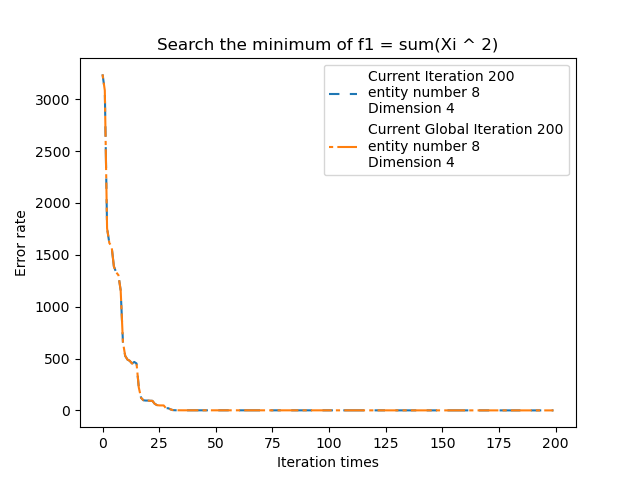 Search the minimum of f1 = sum(Xi ^ 2)
Current Iteration 200
entity number 8
Dimension 4
Current Global Iteration 200
entity number 8
Dimension 4
Error rate
3000
2500
2000
1500
1000
500
0
0 25 50 75 100 125 150 175 200
Iteration times